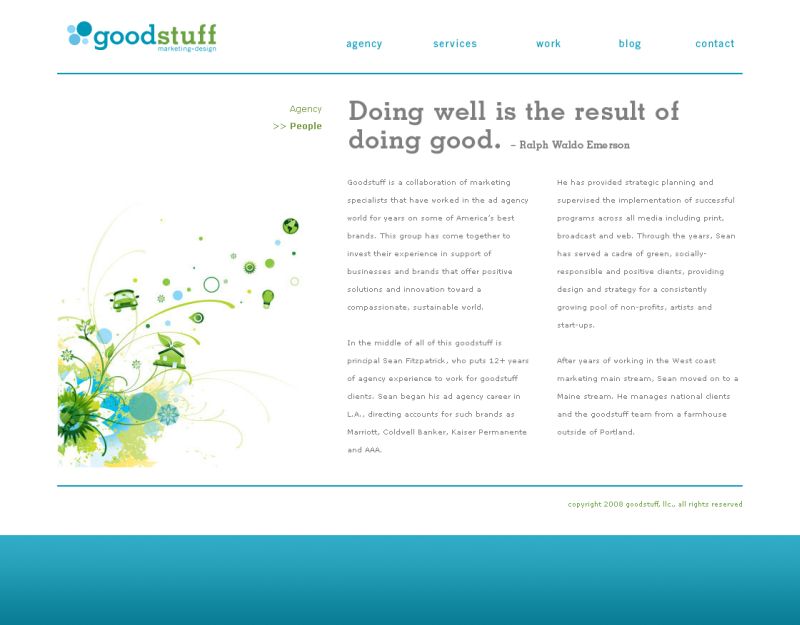 goodstuff
marketing+design
agency services work blog contact
Agency
>> People
Doing well is the result of
doing good. – Ralph Waldo Emerson
Goodstuff is a collaboration of marketing
specialists that have worked in the ad agency
world for years on some of America's best
brands. This group has come together to
invest their experience in support of
businesses and brands that offer positive
solutions and innovation toward a
compassionate, sustainable world.
In the middle of all of this goodstuff is
principal Sean Fitzpatrick, who puts 12+ years
of agency experience to work for goodstuff
clients. Sean began his ad agency career in
L.A., directing accounts for such brands as
Marriott, Coldwell Banker, Kaiser Permanente
and AAA.
He has provided strategic planning and
supervised the implementation of successful
programs across all media including print,
broadcast and web. Through the years, Sean
has served a cadre of green, socially-
responsible and positive clients, providing
design and strategy for a consistently
growing pool of non-profits, artists and
start-ups.
After years of working in the West coast
marketing main stream, Sean moved on to a
Maine stream. He manages national clients
and the goodstuff team from a farmhouse
outside of Portland.
copyright 2008 goodstuff, llc., all rights reserved